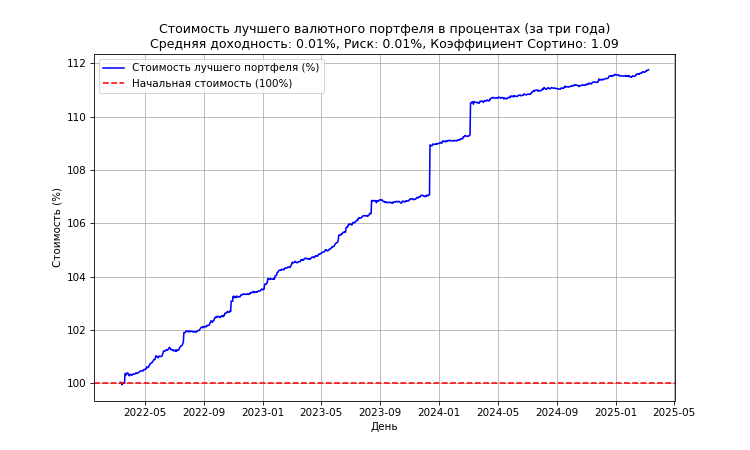 Стоимость лучшего валютного портфеля в процентах (за три года)
Средняя доходность: 0.01%, Риск: 0.01%, Коэффициент Сортино: 1.09
Стоимость лучшего портфеля (%)
Начальная стоимость (100%)
Стоимость (%)
112
110
108
106
104
102
100
2022-05 2022-09 2023-01 2023-05 2023-09 2024-01 2024-05 2024-09 2025-01 2025-05
День